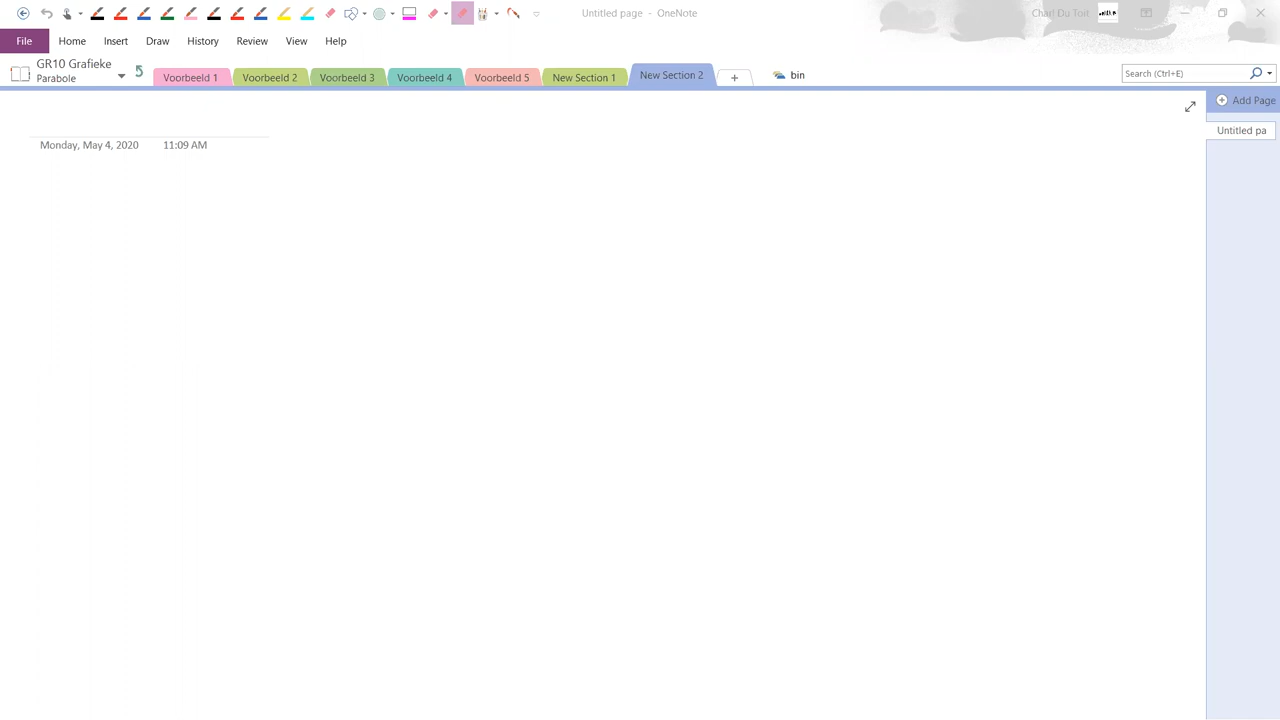 Untitled page - OneNote
Charl Du Toit
File Home Insert Draw History Review View Help
GR10 Grafieke
Parabole
Voorbeeld 1 Voorbeeld 2 Voorbeeld 3 Voorbeeld 4 Voorbeeld 5 New Section 1 New Section 2 + bin
Search (Ctrl+E)
Add Page
Untitled pa
Monday, May 4, 2020 11:09 AM